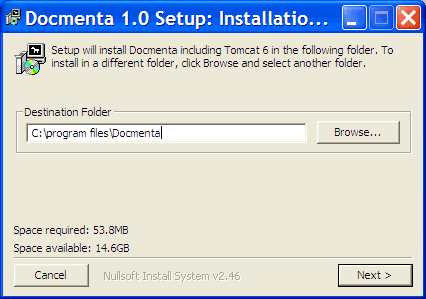 Docmenta 1.0 Setup: Installatio...
Setup will install Docmenta including Tomcat 6 in the following folder. To
install in a different folder, click Browse and select another folder.
Destination Folder
C:\program files\Docmenta
Browse...
Space required: 53.8MB
Space available: 14.6GB
Cancel
Nullsoft Install System v2.46
Next >